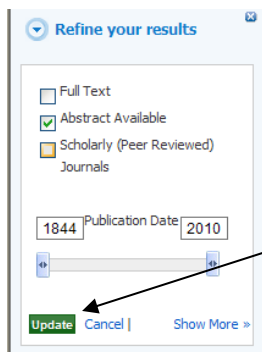 Refine your results
Full Text
Abstract Available
Scholarly (Peer Reviewed)
Journals
1844 Publication Date 2010
Update Cancel | Show More »